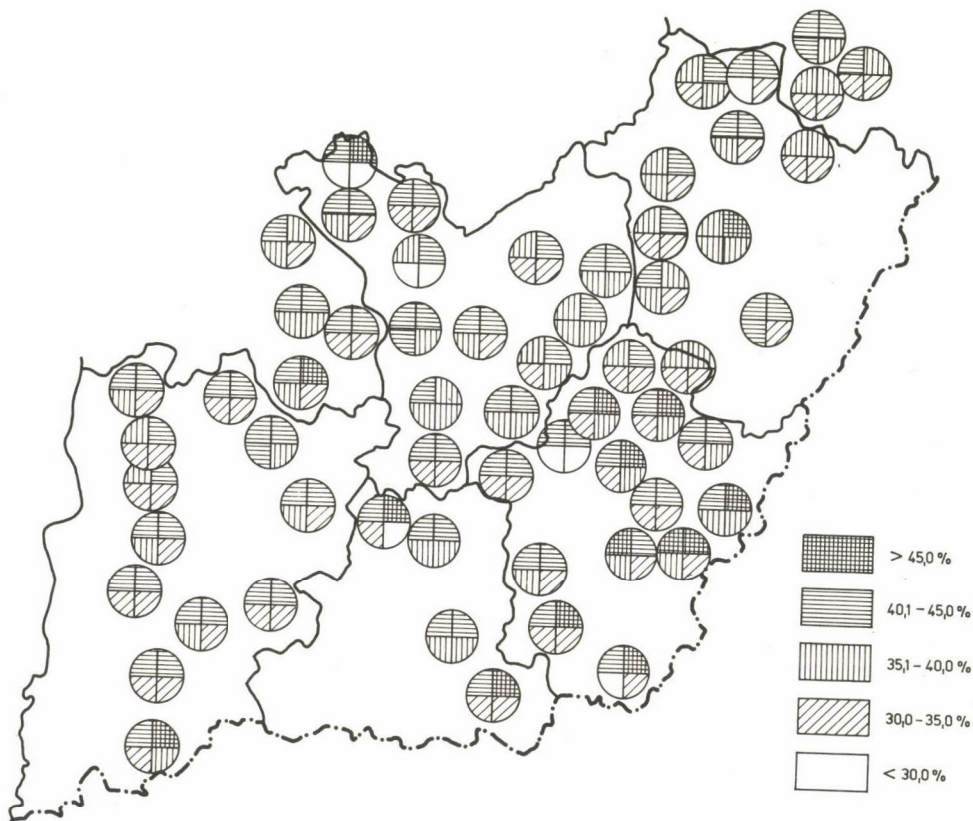 > 45,0 %
40,1 – 45,0 %
35,1 – 40,0 %
30,0 – 35,0 %
< 30,0 %